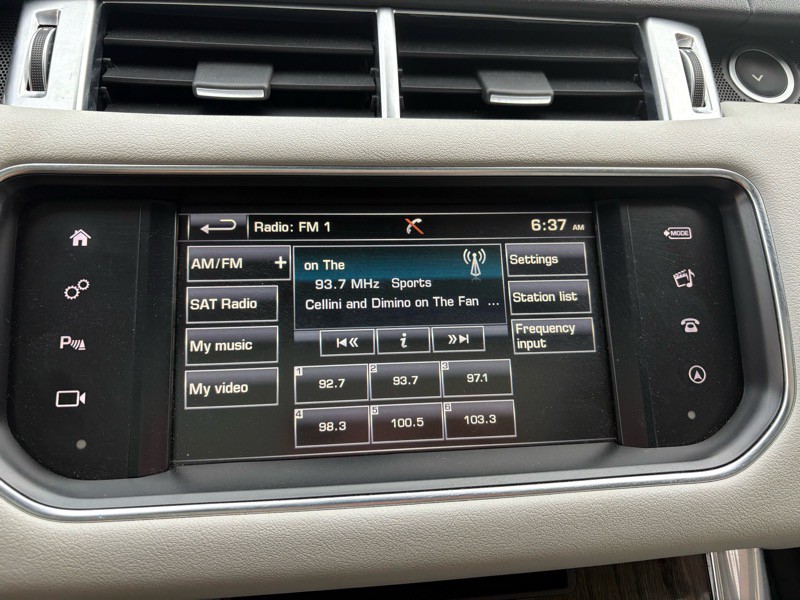 Radio: FM 1
6:37 AM
AM/FM +
SAT Radio
My music
My video
on The
93.7 MHz Sports
Cellini and Dimino on The Fan ...
i
Settings
Station list
Frequency
input
1 92.7
2 93.7
3 97.1
4 98.3
5 100.5
6 103.3
P
MODE